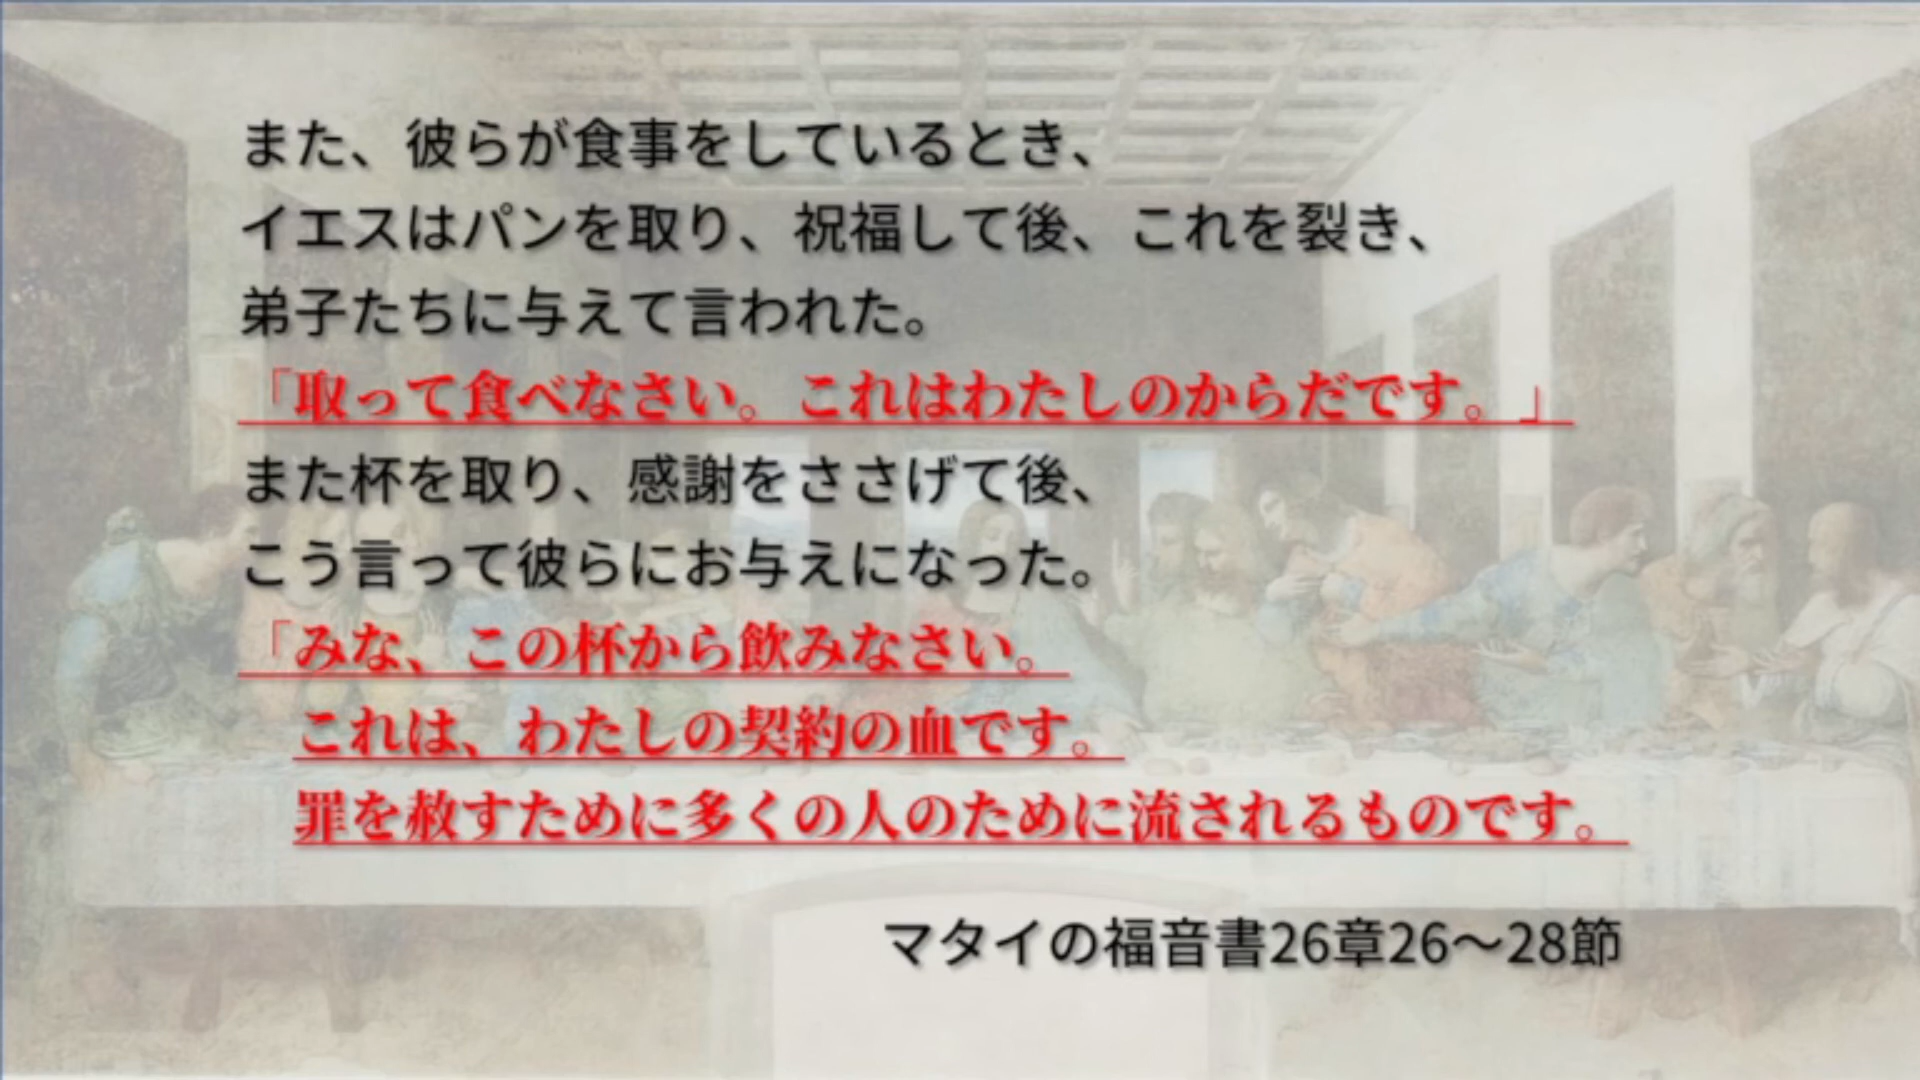 また、彼らが食事をしているとき、
イエスはパンを取り、祝福して後、これを裂き、
弟子たちに与えて言われた。
「取って食べなさい。これはわたしのからだです。」
また杯を取り、感謝をささげて後、
こう言って彼らにお与えになった。
「みな、この杯から飲みなさい。
これは、わたしの契約の血です。
罪を赦すために多くの人のために流されるものです。
マタイの福音書26章26～28節